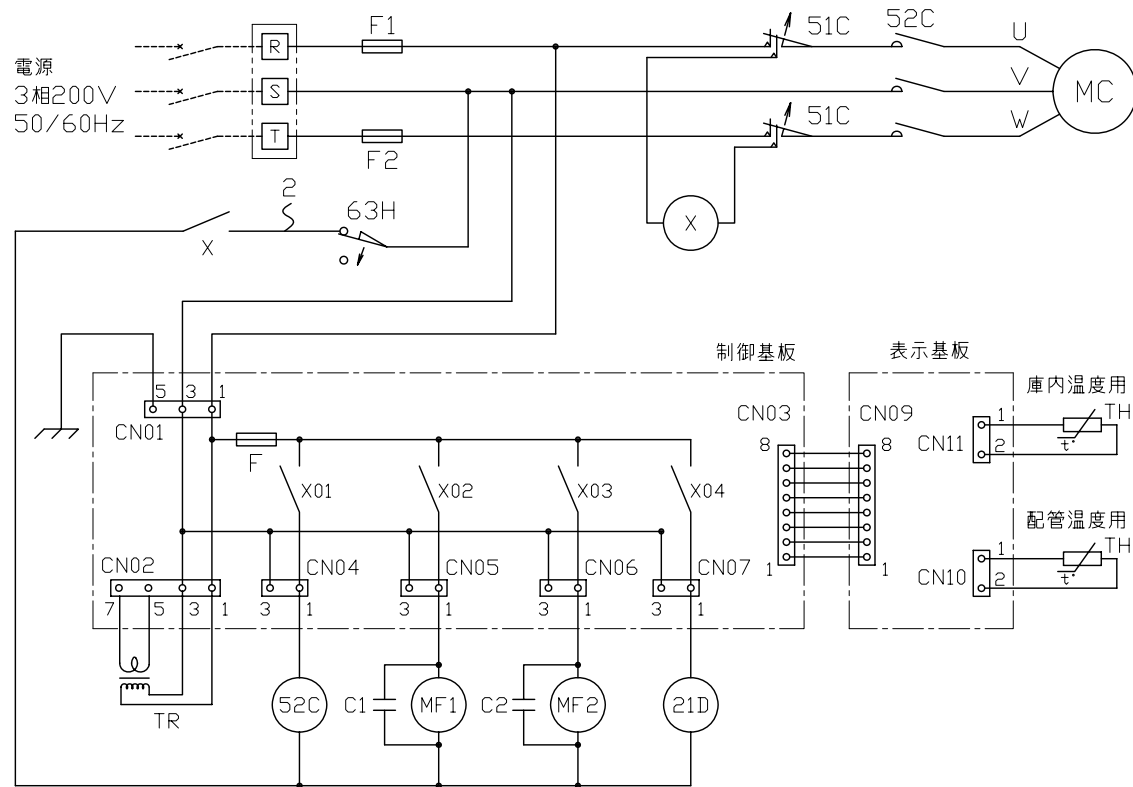 F1
51C
52C
U
R
電源
3相200V
50/60Hz
S
V
MC
51C
W
T
F2
2
63H
X
X
制御基板
表示基板
5 3 1
庫内温度用
CN01
CN03
CN09
1
TH
8
8
CN11
2
t°
F
X01
X02
X03
X04
配管温度用
1
TH
CN02
CN04
CN05
CN06
CN07
1
1
CN10
2
t°
7 5 3 1
3 1
3 1
3 1
3 1
52C
C1
MF1
C2
MF2
21D
TR